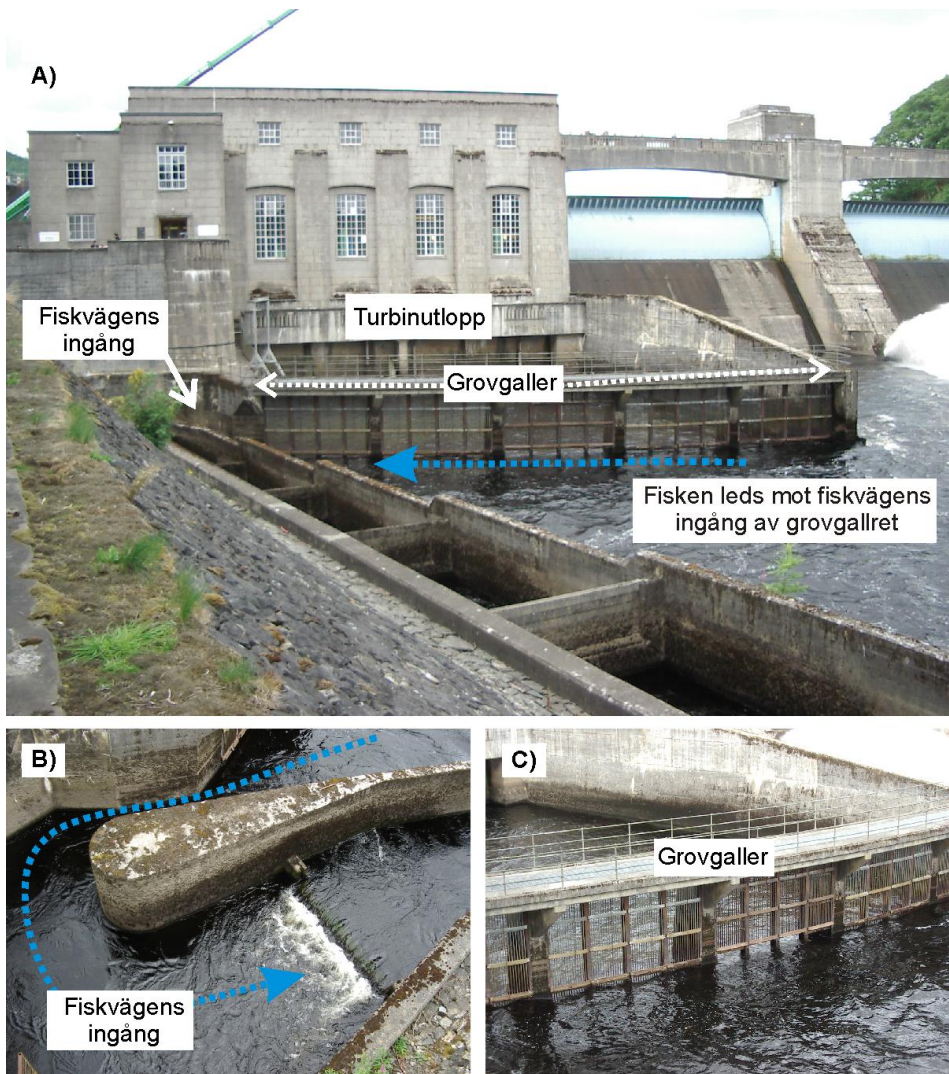 A)
Fiskvägens
ingång
Turbinutlopp
Grovgaller
Fisken leds mot fiskvägens
ingång av grovgallret
B)
Fiskvägens
ingång
C)
Grovgaller